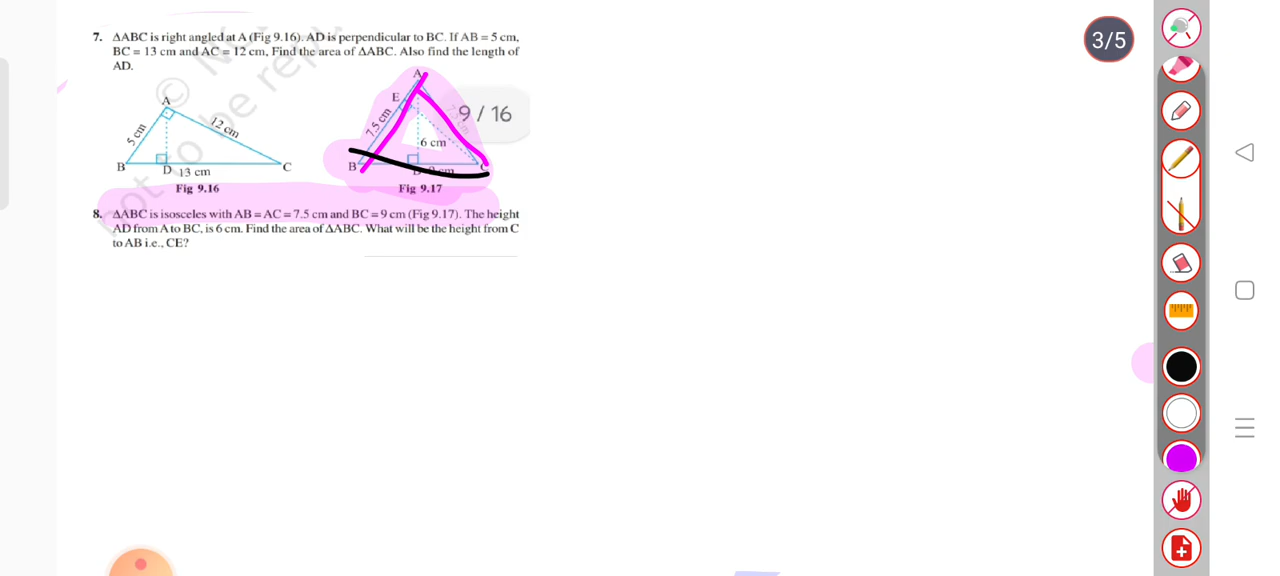 7. ΔABC is right angled at A (Fig 9.16). AD is perpendicular to BC. If AB = 5 cm,
BC = 13 cm and AC = 12 cm, Find the area of ΔABC. Also find the length of
AD.
3/5
A
5 cm
12 cm
B
D
13 cm
C
Fig 9.16
A
E
7.5 cm
9 / 16
6 cm
B
C
Fig 9.17
8. ΔABC is isosceles with AB = AC = 7.5 cm and BC = 9 cm (Fig 9.17). The height
AD from A to BC, is 6 cm. Find the area of ΔABC. What will be the height from C
to AB i.e., CE?